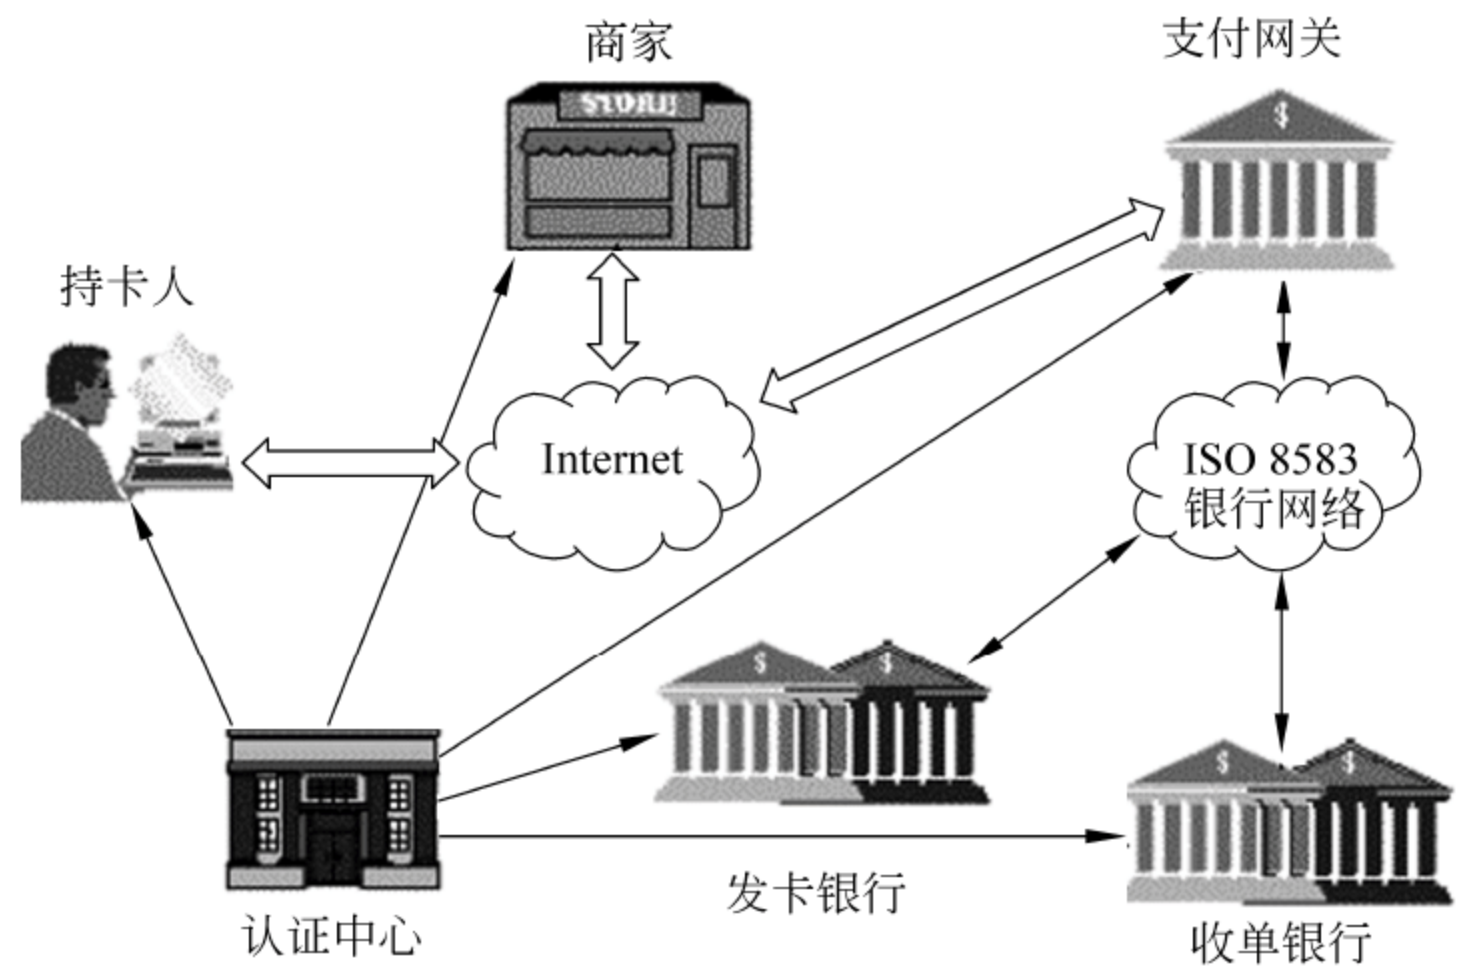 商家
支付网关
STORE
持卡人
Internet
ISO 8583
银行网络
发卡银行
认证中心
收单银行